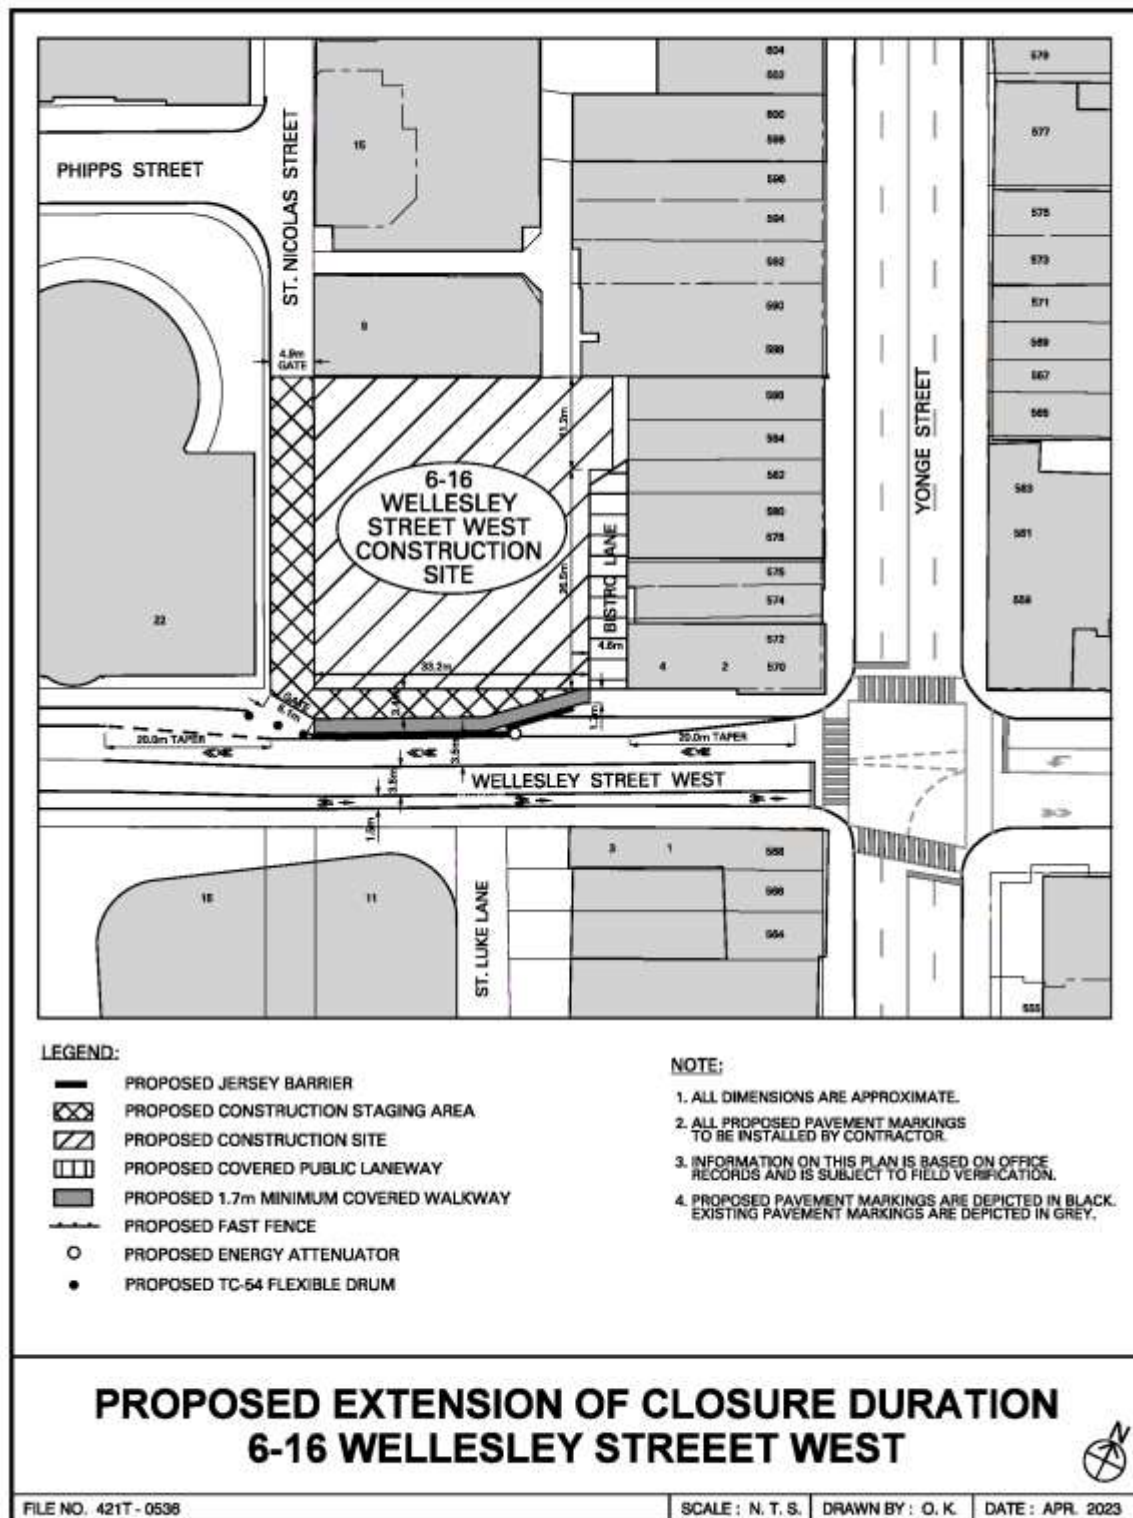 604
602
600
598
596
594
592
590
588
586
584
582
580
578
576
574
572
570
4 2
579
577
575
573
571
569
567
565
563
561
559
PHIPPS STREET
ST. NICOLAS STREET
15
4.9m
GATE
YONGE STREET
11.2m
6-16
WELLESLEY
STREET WEST
CONSTRUCTION
SITE
BISTRO LANE
4.6m
22
33.2m
GATE
20.0m TAPER
20.0m TAPER
WELLESLEY STREET WEST
3 1
568
566
564
11
ST. LUKE LANE
555
LEGEND:
PROPOSED JERSEY BARRIER
PROPOSED CONSTRUCTION STAGING AREA
PROPOSED CONSTRUCTION SITE
PROPOSED COVERED PUBLIC LANEWAY
PROPOSED 1.7m MINIMUM COVERED WALKWAY
PROPOSED FAST FENCE
PROPOSED ENERGY ATTENUATOR
PROPOSED TC-54 FLEXIBLE DRUM
NOTE:
1. ALL DIMENSIONS ARE APPROXIMATE.
2. ALL PROPOSED PAVEMENT MARKINGS
TO BE INSTALLED BY CONTRACTOR.
3. INFORMATION ON THIS PLAN IS BASED ON OFFICE
RECORDS AND IS SUBJECT TO FIELD VERIFICATION.
4. PROPOSED PAVEMENT MARKINGS ARE DEPICTED IN BLACK.
EXISTING PAVEMENT MARKINGS ARE DEPICTED IN GREY.
PROPOSED EXTENSION OF CLOSURE DURATION
6-16 WELLESLEY STREEET WEST
N
FILE NO. 421T - 0536
SCALE : N. T. S.
DRAWN BY : O. K.
DATE : APR. 2023